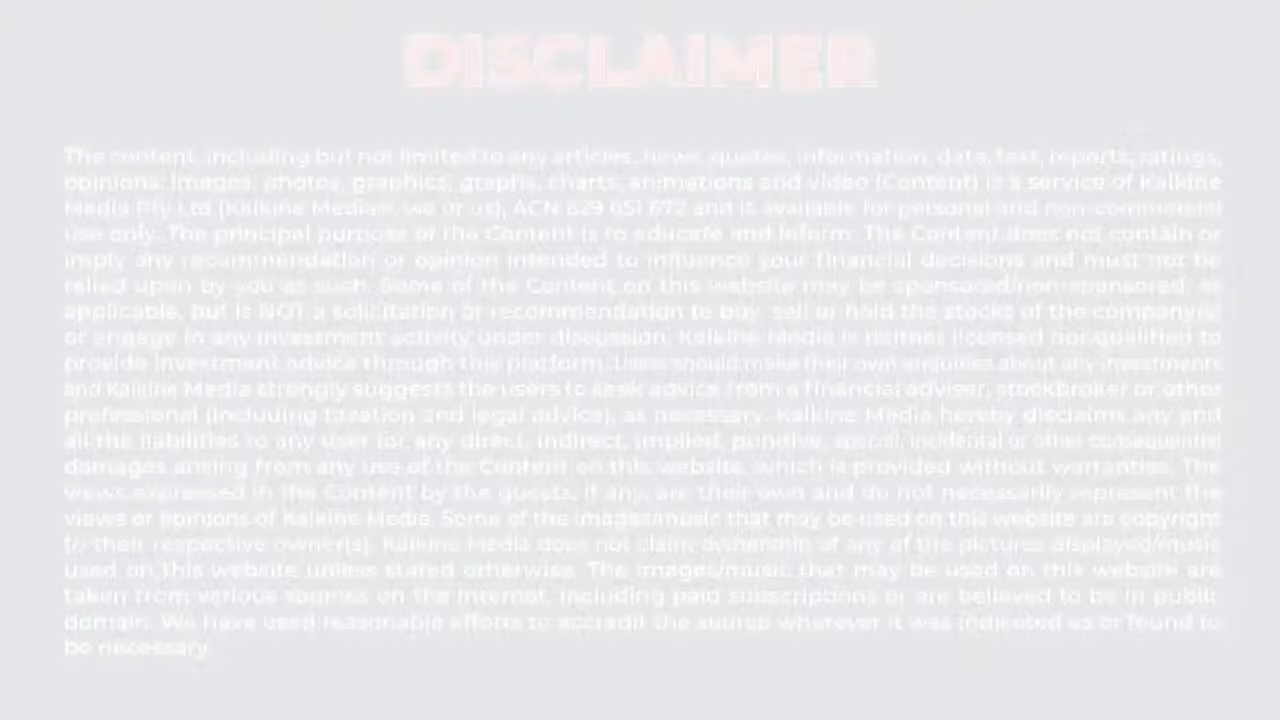 DISCLAIMER
The content, including but not limited to any articles, news, quotes, information, data, text, reports, ratings,
opinions, images, photos, graphics, graphs, charts, animations and video (Content) is a service of Kalkine
Media Pty Ltd (Kalkine Media, we or us), ACN 629 651 672 and is available for personal and non-commercial
use only. The principal purpose of the Content is to educate and inform. The Content does not contain or
imply any recommendation or opinion intended to influence your financial decisions and must not be
relied upon by you as such. Some of the Content on this website may be sponsored/non-sponsored, as
applicable, but is NOT a solicitation or recommendation to buy, sell or hold the stocks of the company(s)
or engage in any investment activity under discussion. Kalkine Media is neither licensed nor qualified to
provide investment advice through this platform. Users should make their own enquiries about any investments
and Kalkine Media strongly suggests the users to seek advice from a financial adviser, stockbroker or other
professional (including taxation and legal advice), as necessary. Kalkine Media hereby disclaims any and
all the liabilities to any user for any direct, indirect, implied, punitive, special, incidental or other consequential
damages arising from any use of the Content on this website, which is provided without warranties. The
views expressed in the Content by the guests, if any, are their own and do not necessarily represent the
views or opinions of Kalkine Media. Some of the images/music that may be used on this website are copyright
to their respective owner(s). Kalkine Media does not claim ownership of any of the pictures displayed/music
used on this website unless stated otherwise. The images/music that may be used on this website are
taken from various sources on the internet, including paid subscriptions or are believed to be in public
domain. We have used reasonable efforts to accredit the source wherever it was indicated as or found to
be necessary.